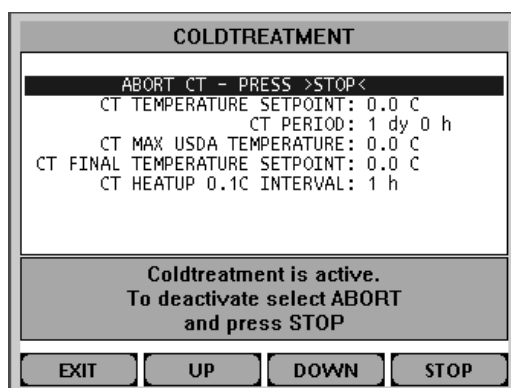 COLDTREATMENT
ABORT CT - PRESS >STOP<
CT TEMPERATURE SETPOINT: 0.0 C
CT PERIOD: 1 dy 0 h
CT MAX USDA TEMPERATURE: 0.0 C
CT FINAL TEMPERATURE SETPOINT: 0.0 C
CT HEATUP 0.1C INTERVAL: 1 h
Coldtreatment is active.
To deactivate select ABORT
and press STOP
EXIT UP DOWN STOP